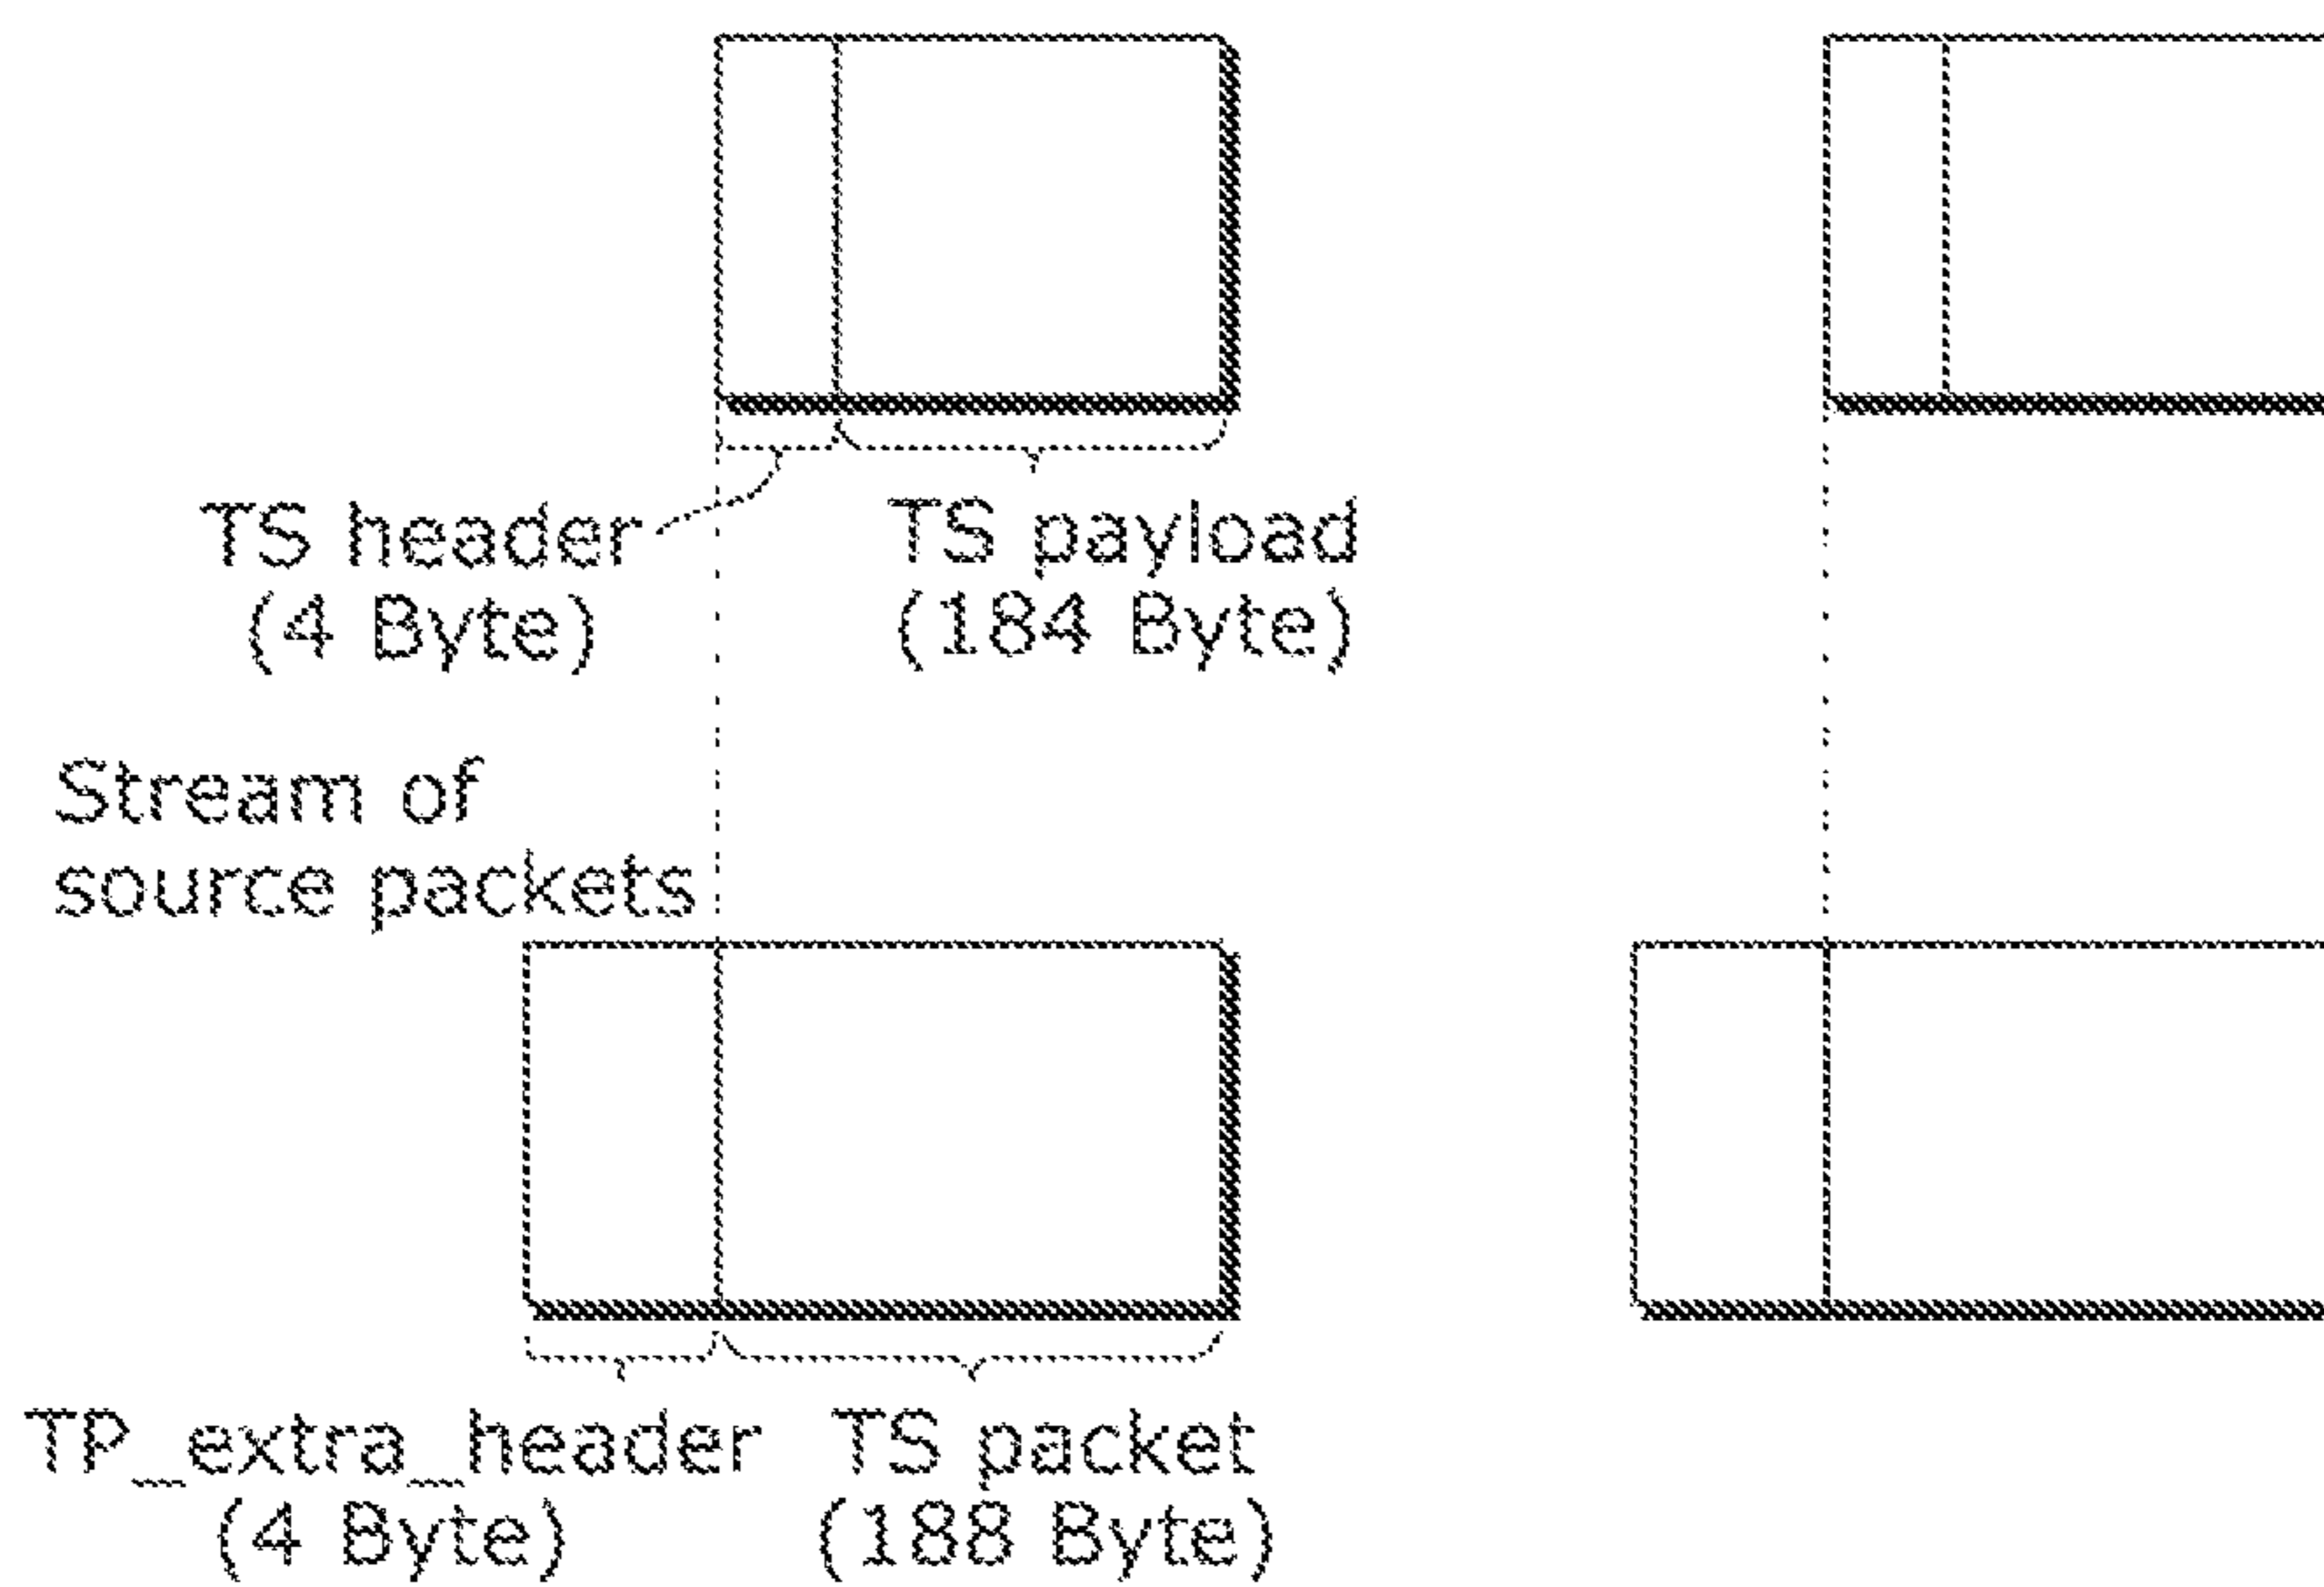 TS header
(4 Byte)
TS payload
(184 Byte)
Stream of
source packets
TP_extra_header
(4 Byte)
TS packet
(188 Byte)